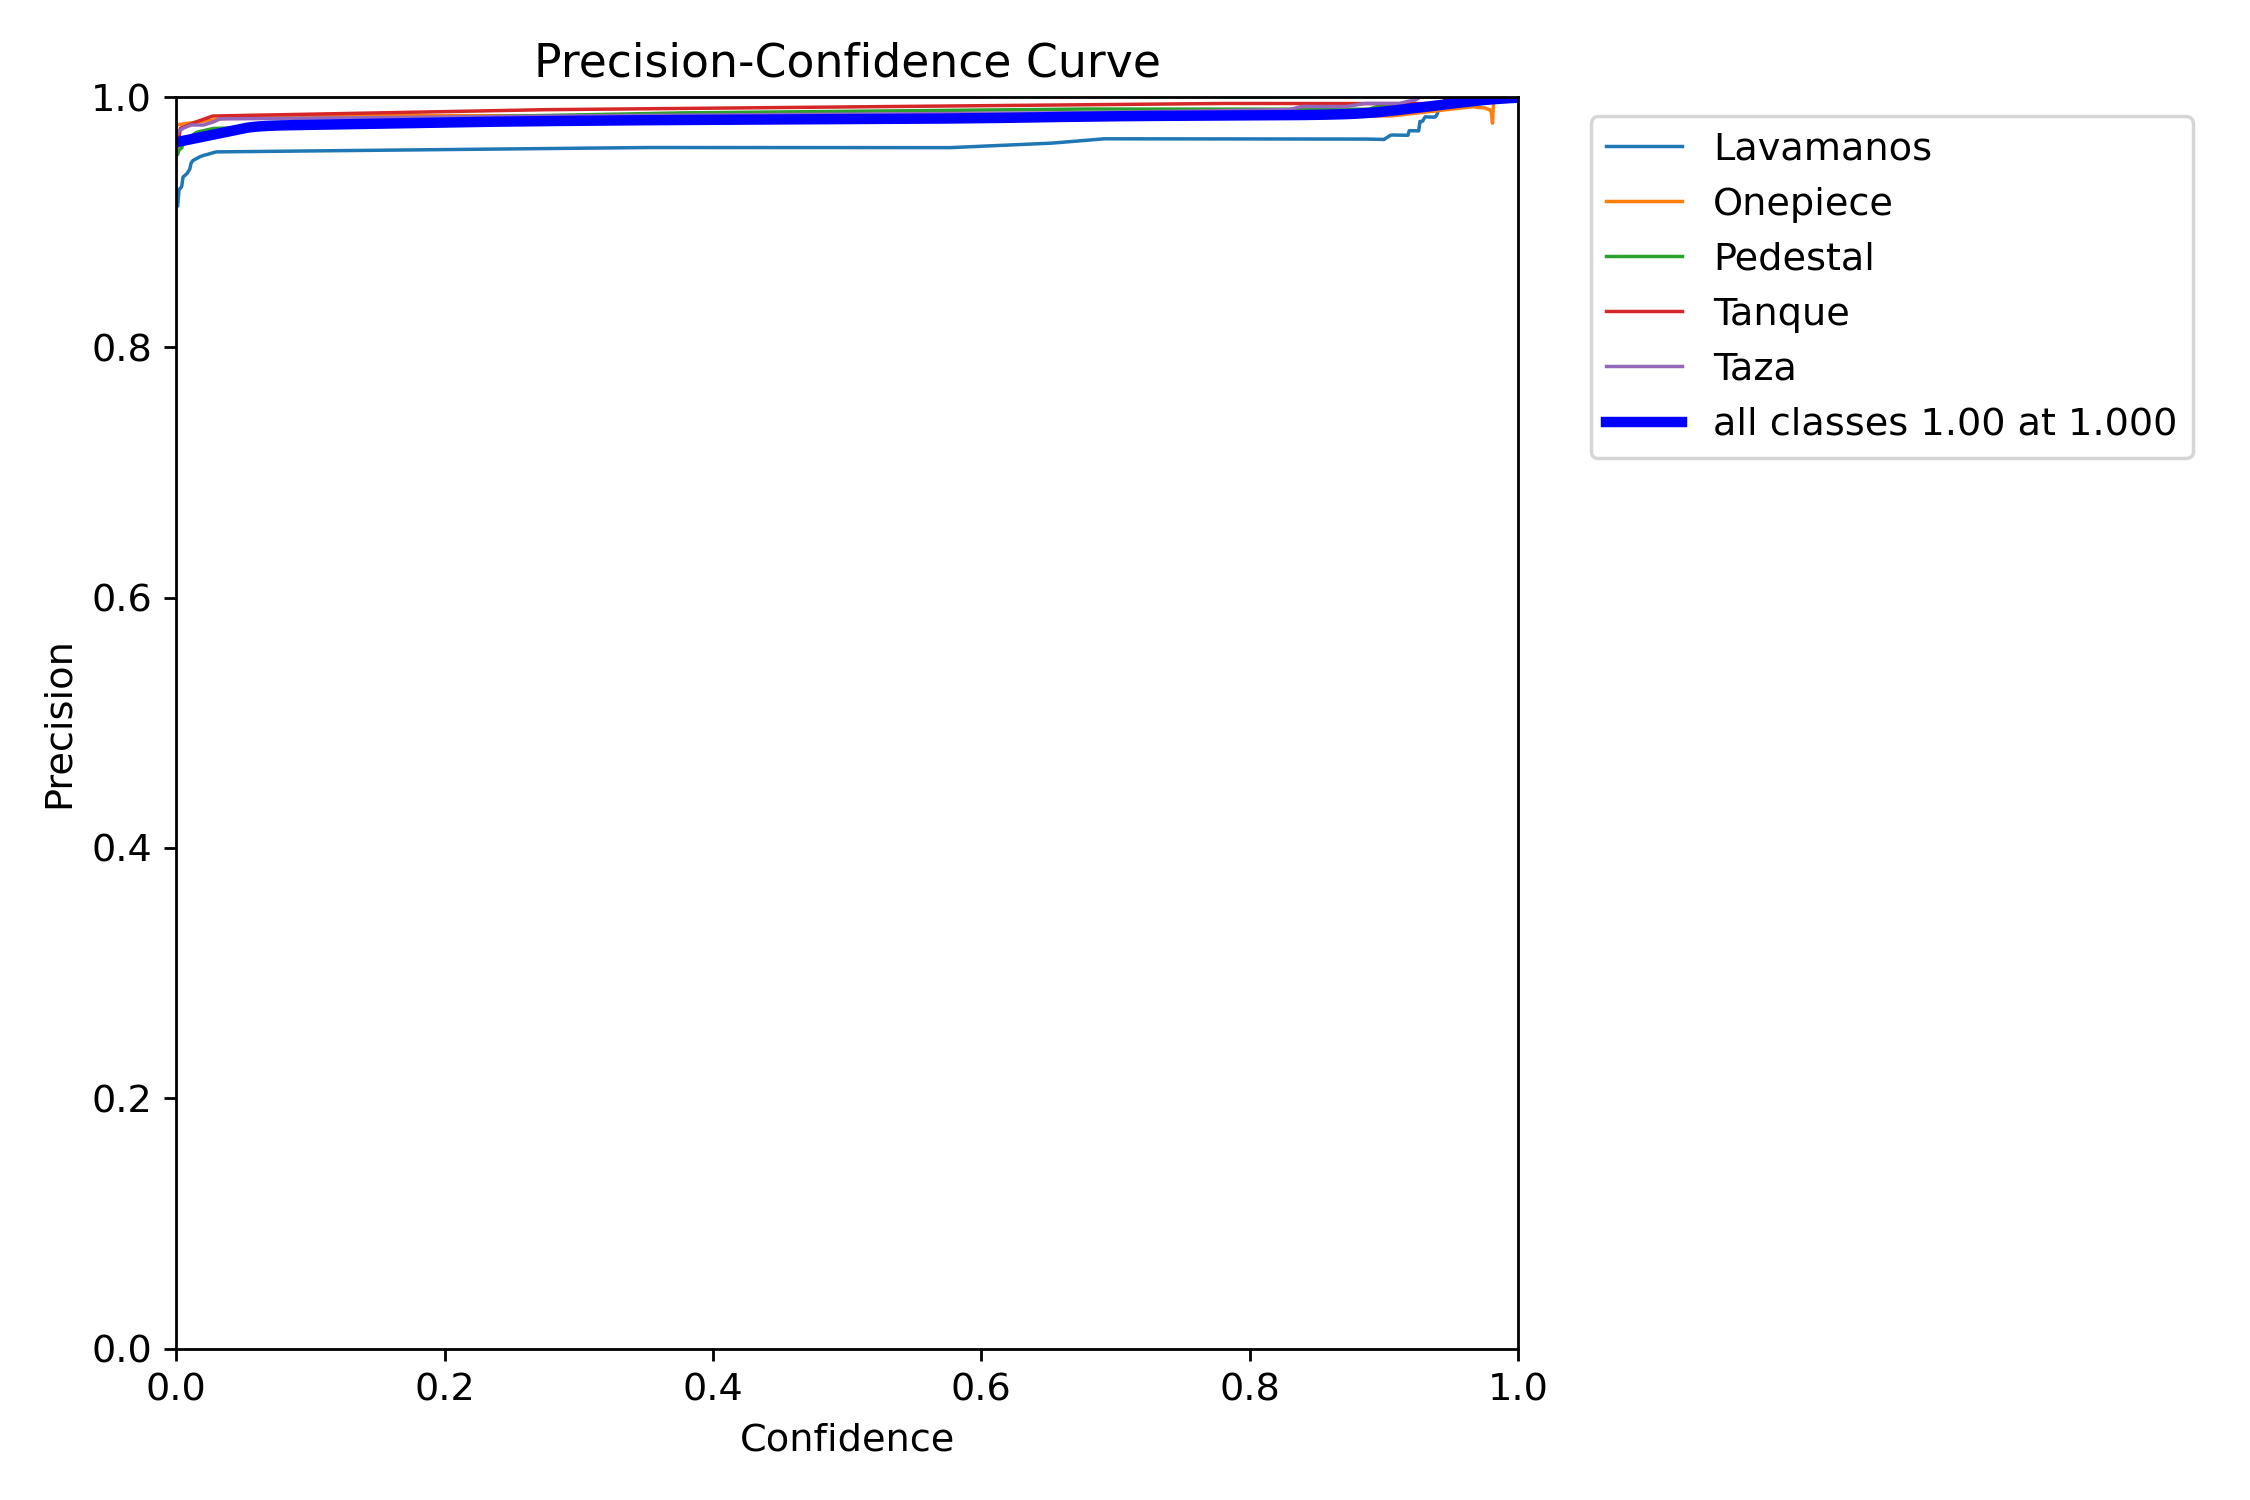 Precision-Confidence Curve
1.0
0.8
0.6
0.4
0.2
0.0
Precision
0.0 0.2 0.4 0.6 0.8 1.0
Confidence
Lavamanos
Onepiece
Pedestal
Tanque
Taza
all classes 1.00 at 1.000